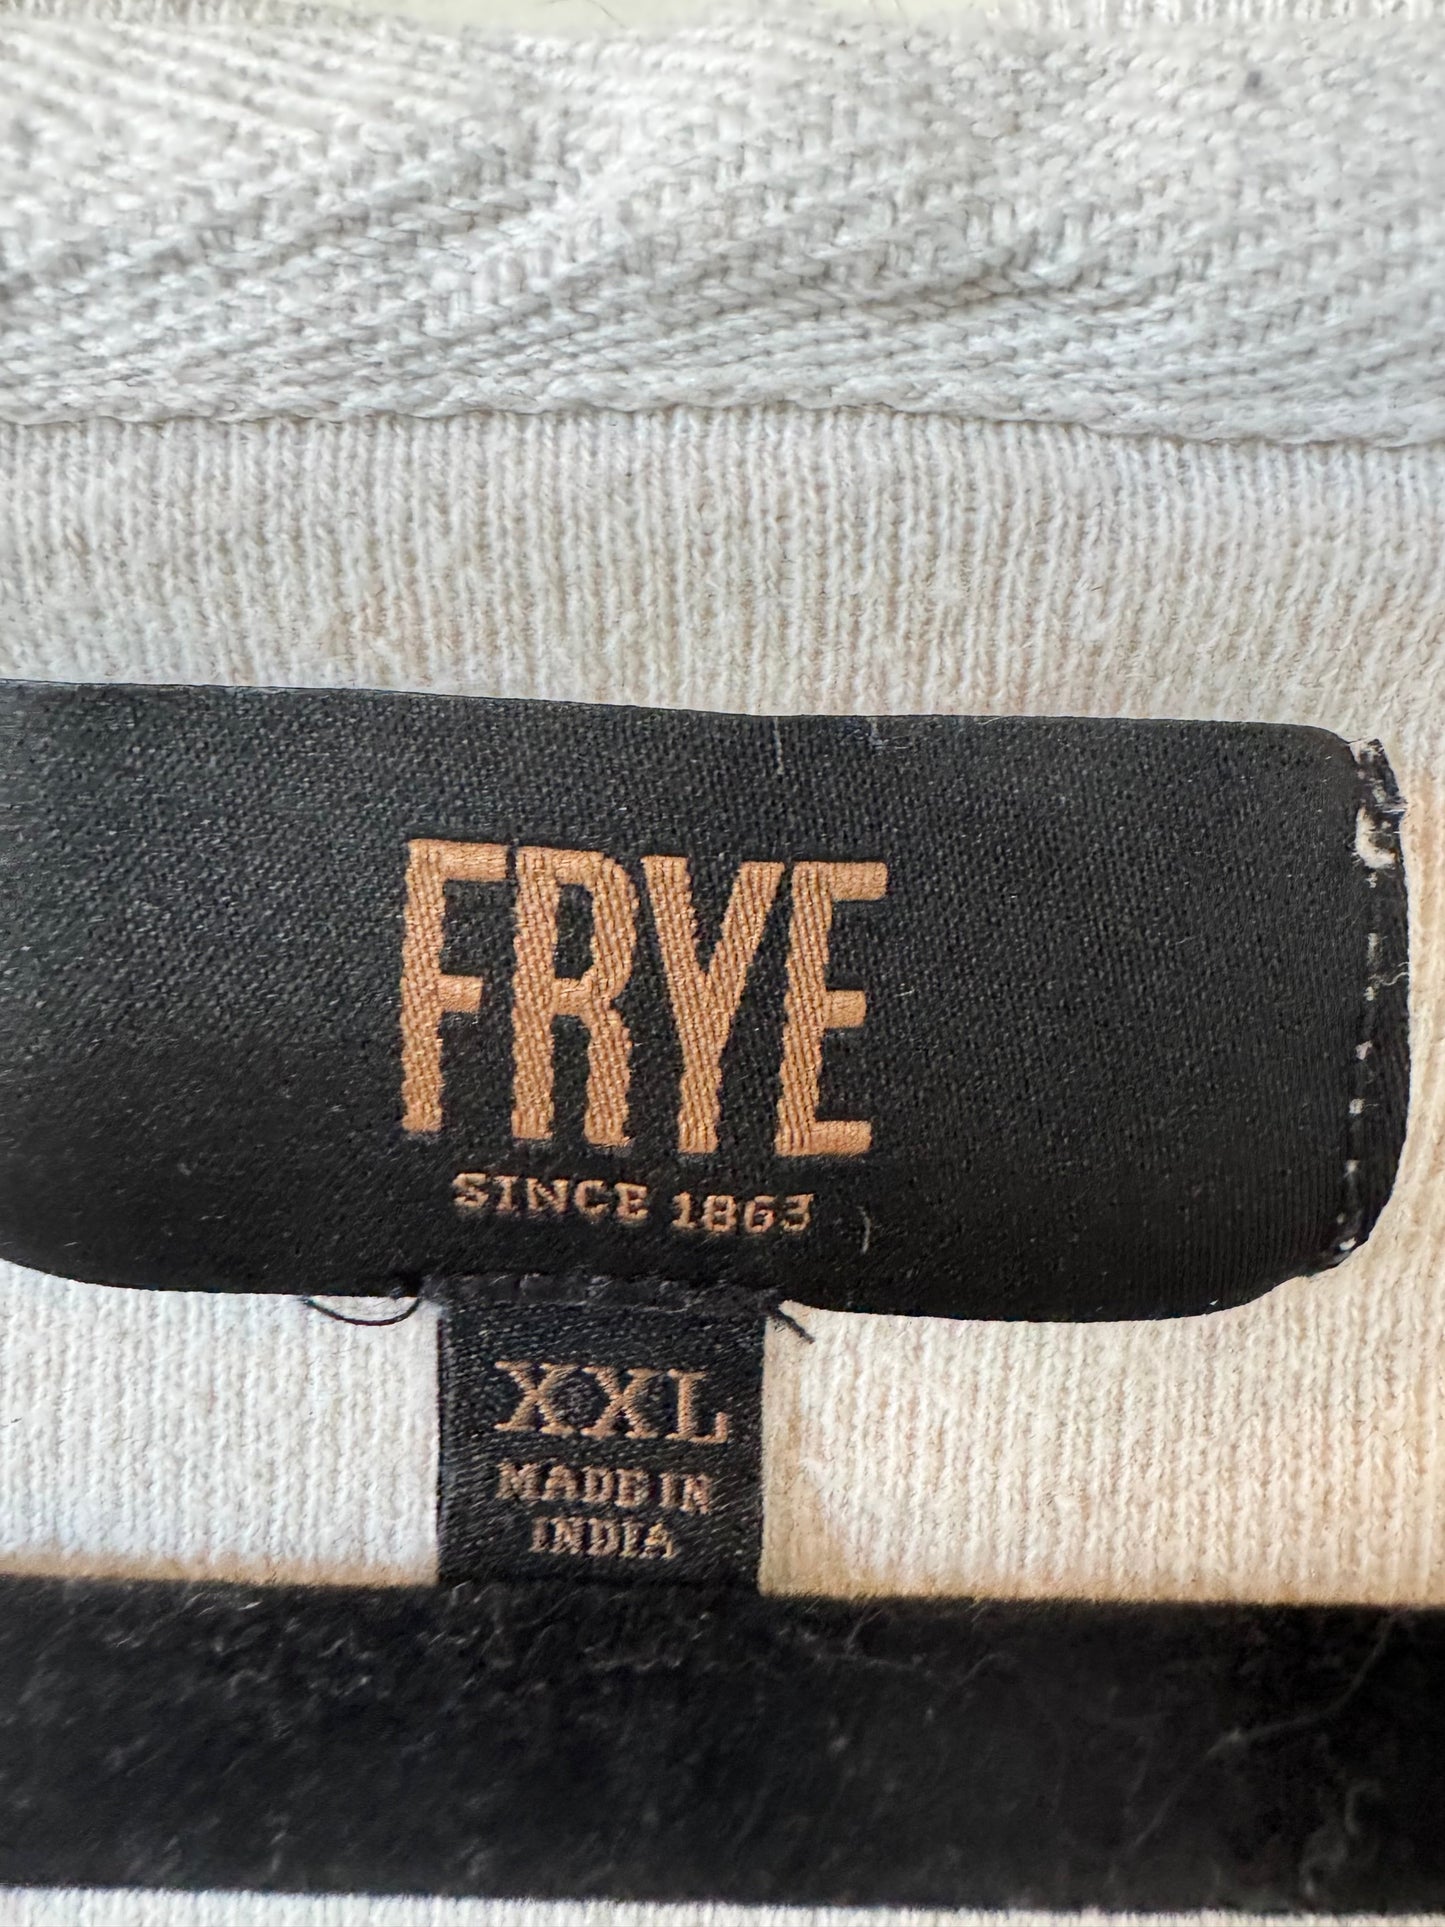 FRYE
SINCE 1863
XXL
MADE IN
INDIA